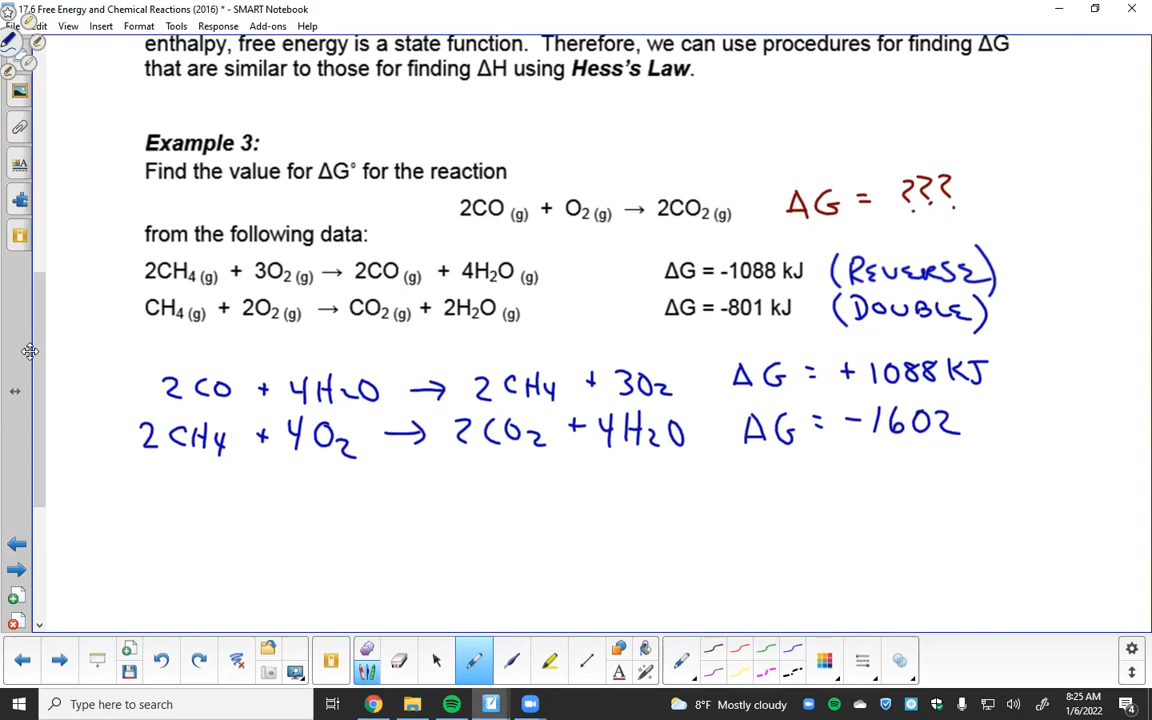 17.6 Free Energy and Chemical Reactions (2016) * - SMART Notebook
File Edit View Insert Format Tools Response Add-ons Help
enthalpy, free energy is a state function. Therefore, we can use procedures for finding ΔG
that are similar to those for finding ΔH using Hess's Law.
Example 3:
Find the value for ΔG° for the reaction
2CO (g) + O₂ (g) → 2CO₂ (g) ΔG = ???
from the following data:
2CH₄ (g) + 3O₂ (g) → 2CO (g) + 4H₂O (g) ΔG = -1088 kJ (REVERSE)
CH₄ (g) + 2O₂ (g) → CO₂ (g) + 2H₂O (g) ΔG = -801 kJ (DOUBLE)
2CO + 4H₂O → 2CH₄ + 3O₂ ΔG = +1088 KJ
2CH₄ + 4O₂ → 2CO₂ + 4H₂O ΔG = -1602
Type here to search
8°F Mostly cloudy
8:25 AM
1/6/2022
4